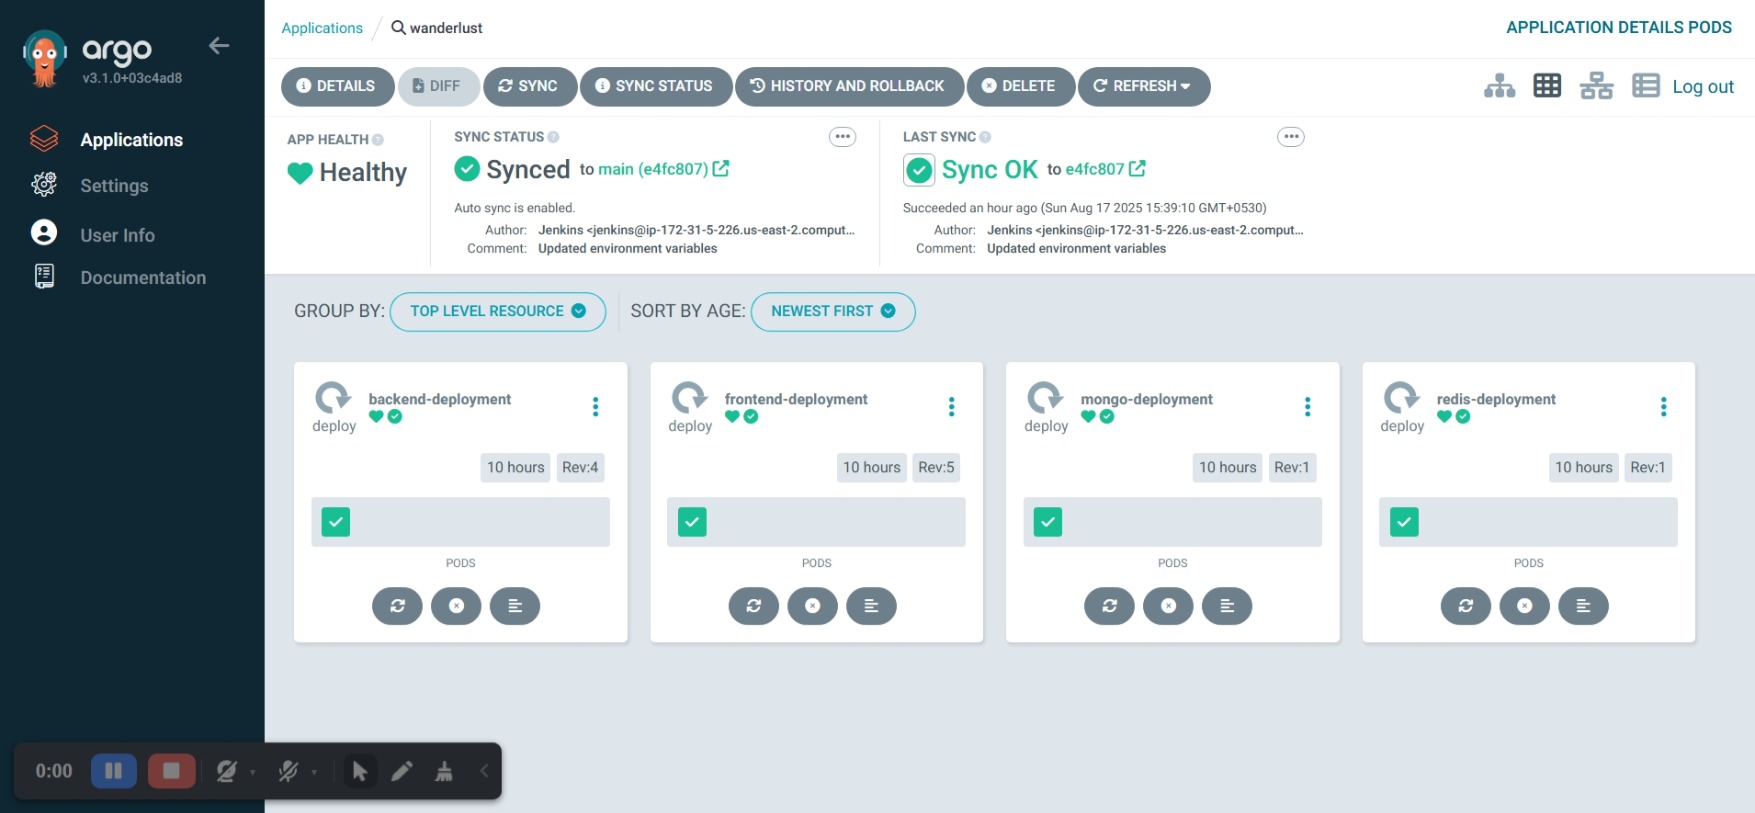 argo
v3.1.0+03c4ad8
Applications
Settings
User Info
Documentation
Applications / wanderlust
APPLICATION DETAILS PODS
DETAILS DIFF SYNC SYNC STATUS HISTORY AND ROLLBACK DELETE REFRESH
Log out
APP HEALTH
Healthy
SYNC STATUS
Synced to main (e4fc807)
Auto sync is enabled.
Author: Jenkins <jenkins@ip-172-31-5-226.us-east-2.comput...
Comment: Updated environment variables
LAST SYNC
Sync OK to e4fc807
Succeeded an hour ago (Sun Aug 17 2025 15:39:10 GMT+0530)
Author: Jenkins <jenkins@ip-172-31-5-226.us-east-2.comput...
Comment: Updated environment variables
GROUP BY: TOP LEVEL RESOURCE SORT BY AGE: NEWEST FIRST
backend-deployment
deploy
10 hours Rev:4
PODS
frontend-deployment
deploy
10 hours Rev:5
PODS
mongo-deployment
deploy
10 hours Rev:1
PODS
redis-deployment
deploy
10 hours Rev:1
PODS
0:00